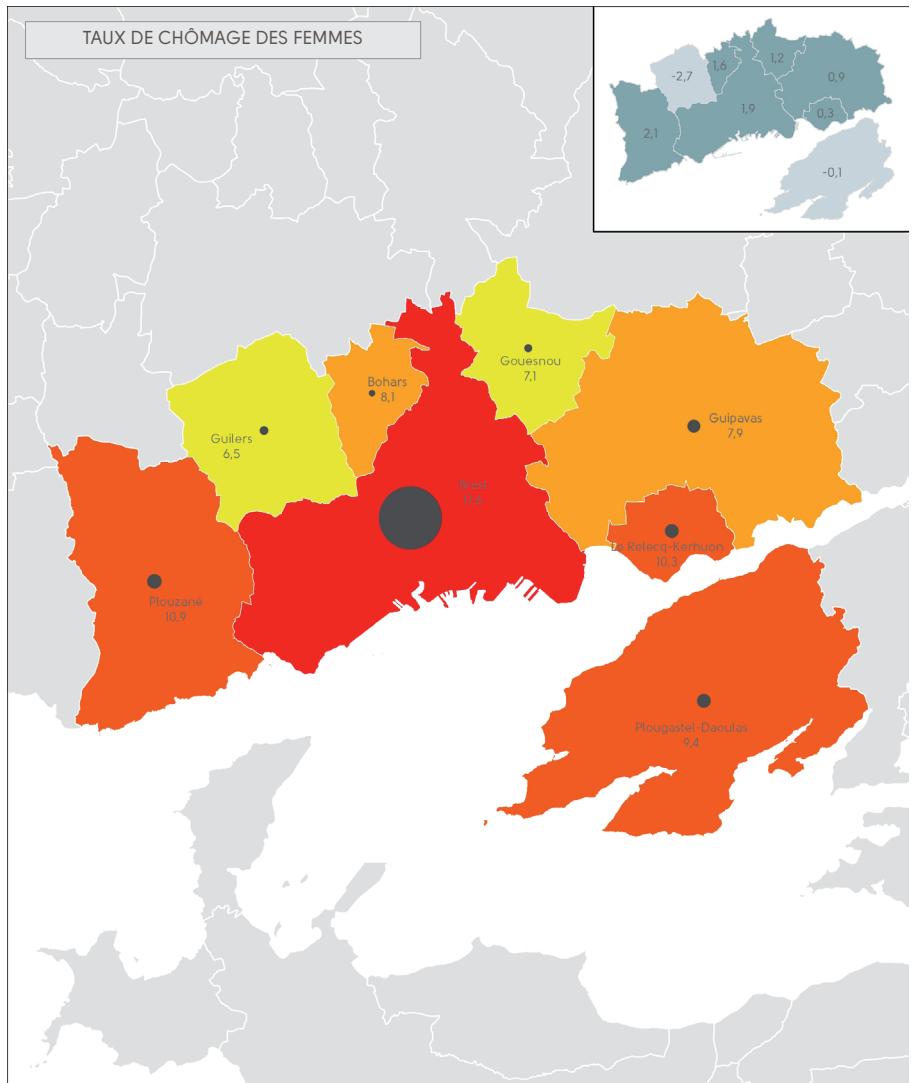 TAUX DE CHÔMAGE DES FEMMES
-2,7
1,6
1,2
0,9
1,9
0,3
2,1
-0,1
Gouesnou
7,1
Bohars
8,1
Guipavas
7,9
Guilers
6,5
Brest
Le Relecq-Kerhuon
10,3
Plouzané
10,9
Plougastel-Daoulas
9,4